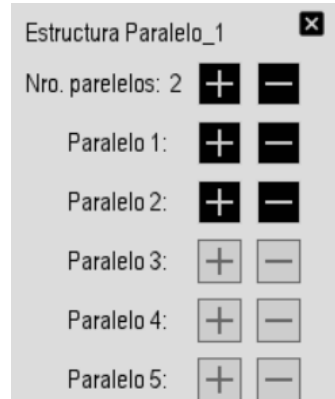 Estructura Paralelo_1
Nro. parelelos: 2
Paralelo 1:
Paralelo 2:
Paralelo 3:
Paralelo 4:
Paralelo 5: